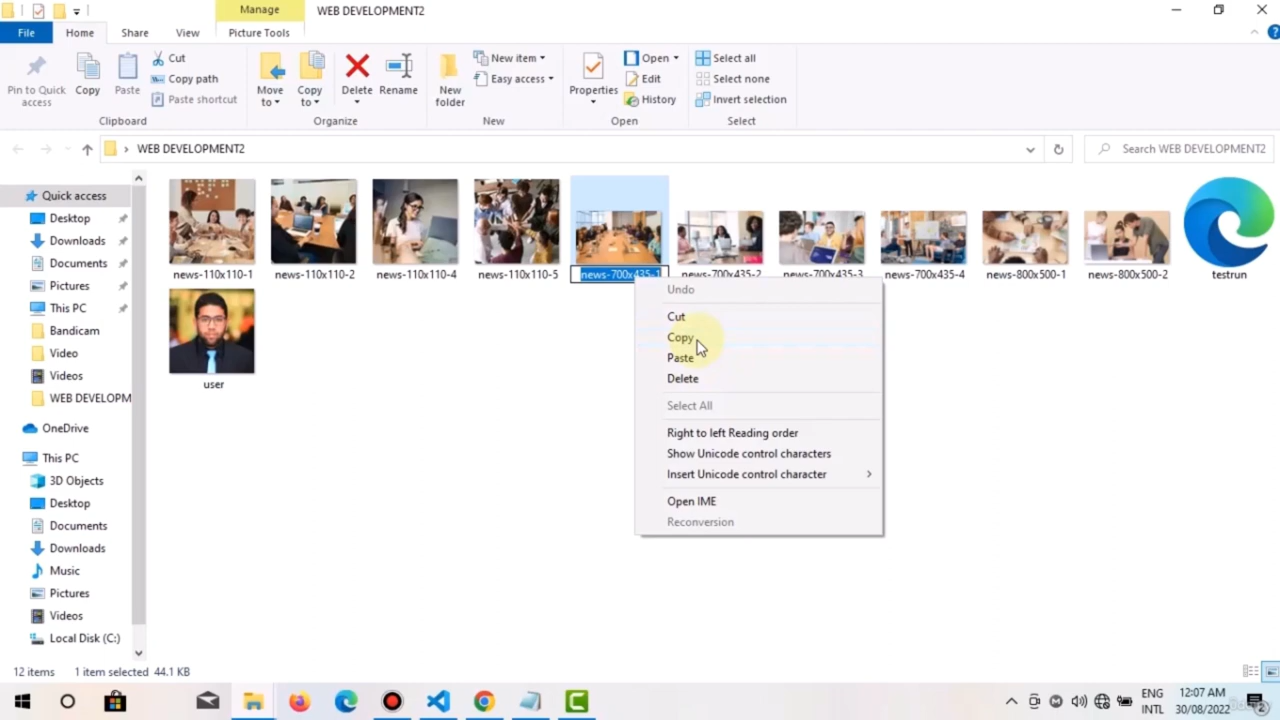 Manage
WEB DEVELOPMENT2
File
Home
Share
View
Picture Tools
Pin to Quick access
Copy
Paste
Cut
Copy path
Paste shortcut
Clipboard
Move to
Copy to
Delete
Rename
Organize
New folder
New item
Easy access
New
Properties
Open
Edit
History
Open
Select all
Select none
Invert selection
Select
WEB DEVELOPMENT2
Search WEB DEVELOPMENT2
Quick access
Desktop
Downloads
Documents
Pictures
This PC
Bandicam
Video
Videos
WEB DEVELOPM
OneDrive
This PC
3D Objects
Desktop
Documents
Downloads
Music
Pictures
Videos
Local Disk (C:)
news-110x110-1
news-110x110-2
news-110x110-4
news-110x110-5
news-700x435-1
news-700x435-2
news-700x435-3
news-700x435-4
news-800x500-1
news-800x500-2
testrun
user
Undo
Cut
Copy
Paste
Delete
Select All
Right to left Reading order
Show Unicode control characters
Insert Unicode control character
Open IME
Reconversion
12 items
1 item selected 44.1 KB
ENG
INTL
12:07 AM
30/08/2022
2